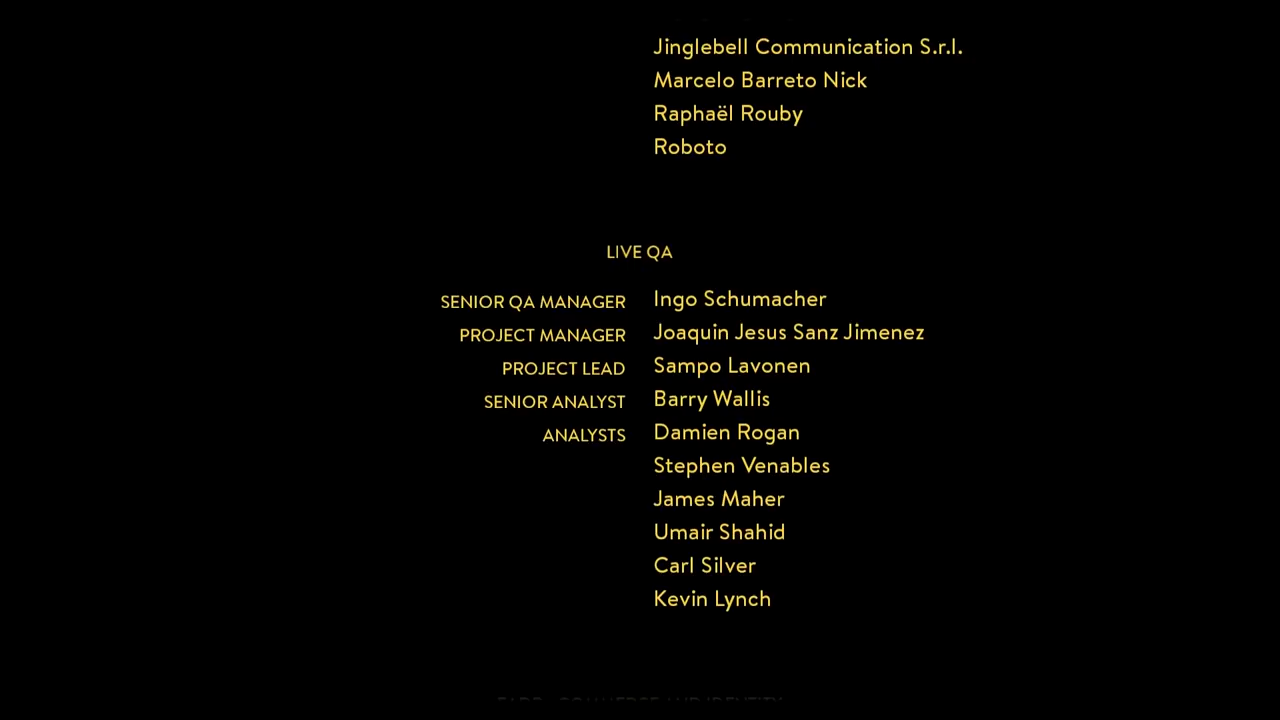 Jinglebell Communication S.r.l.
Marcelo Barreto Nick
Raphaël Rouby
Roboto
LIVE QA
SENIOR QA MANAGER Ingo Schumacher
PROJECT MANAGER Joaquin Jesus Sanz Jimenez
PROJECT LEAD Sampo Lavonen
SENIOR ANALYST Barry Wallis
ANALYSTS Damien Rogan
Stephen Venables
James Maher
Umair Shahid
Carl Silver
Kevin Lynch